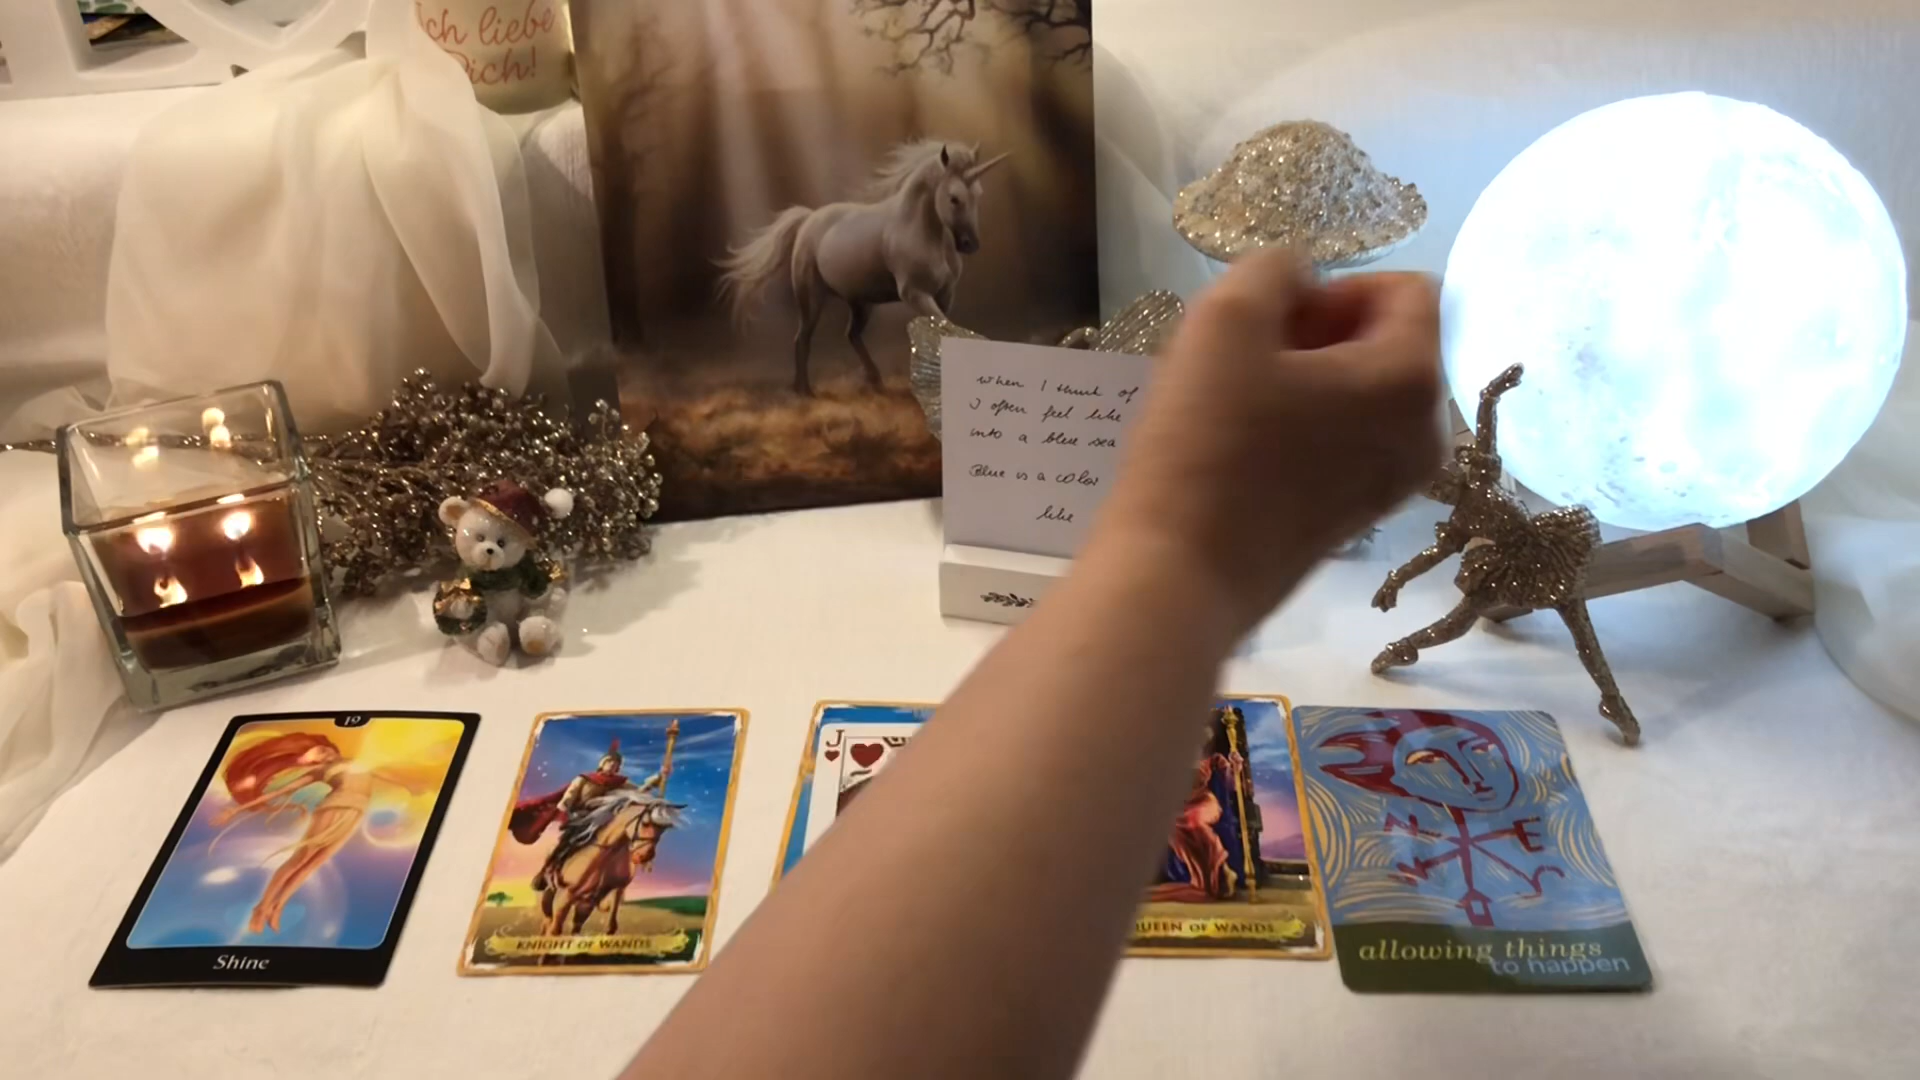 Ich liebe
Dich!
when I think of
I often feel like
into a blue sea
Blue is a color
like
19
Shine
KNIGHT OF WANDS
J
QUEEN OF WANDS
N
E
W
S
allowing things
to happen